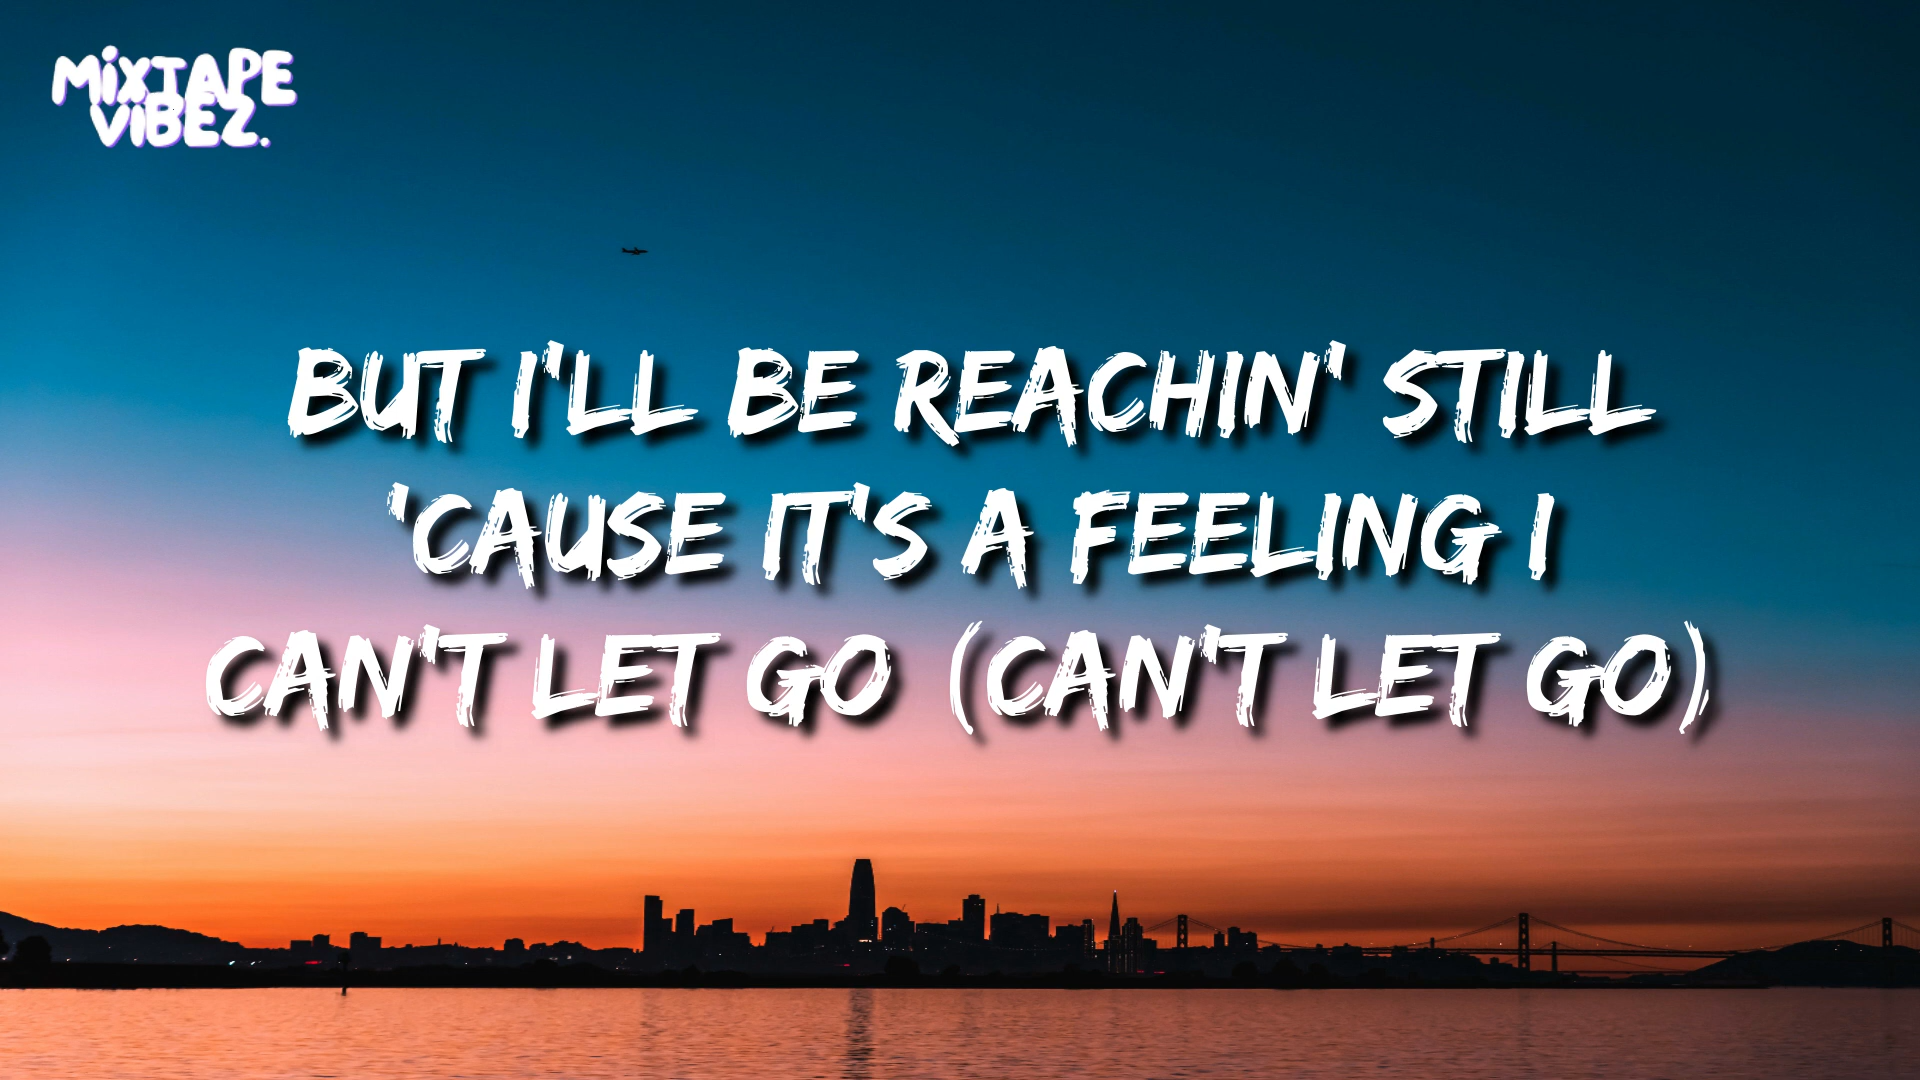 MIXTAPE
VIBEZ.
BUT I'LL BE REACHIN' STILL
'CAUSE IT'S A FEELING I
CAN'T LET GO (CAN'T LET GO)